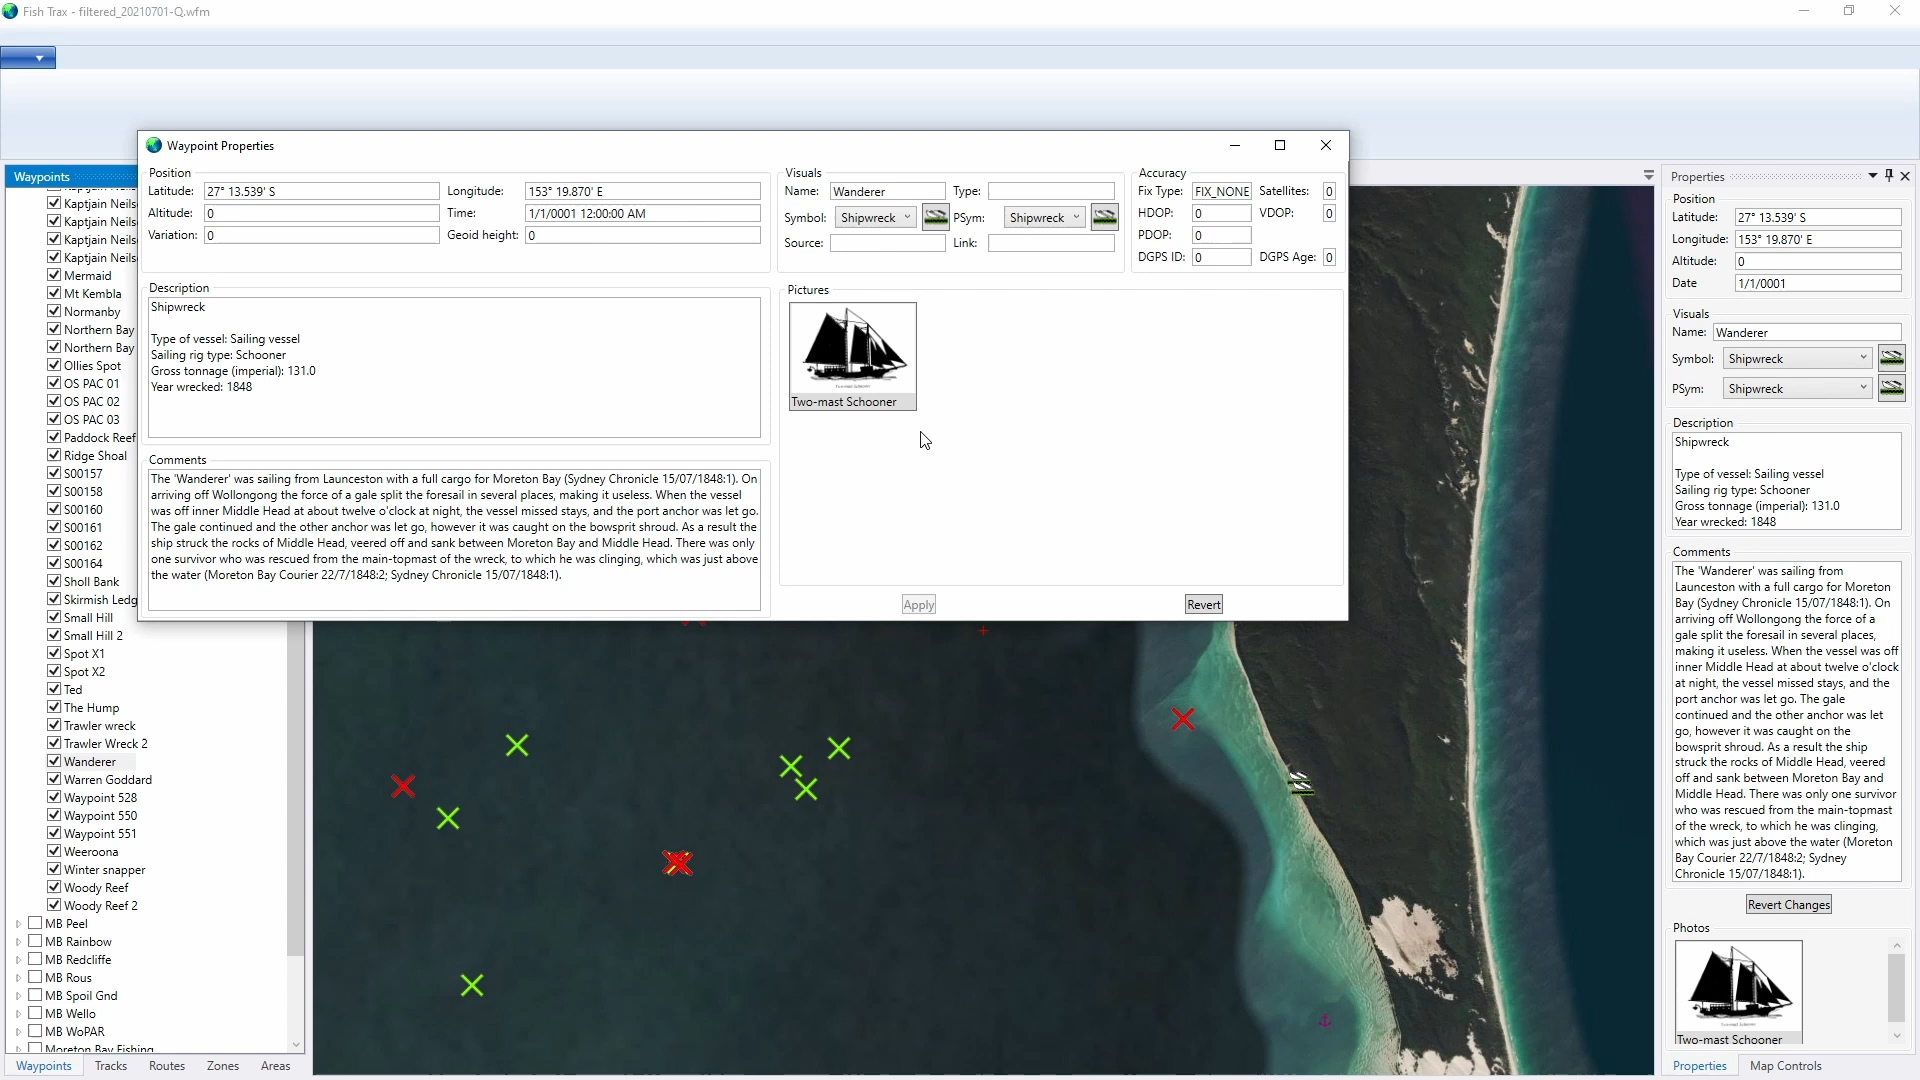 Fish Trax - filtered_20210701-Q.wfm
Waypoint Properties
Position
Latitude: 27° 13.539' S Longitude: 153° 19.870' E
Altitude: 0 Time: 1/1/0001 12:00:00 AM
Variation: 0 Geoid height: 0
Visuals
Name: Wanderer Type:
Symbol: Shipwreck PSym: Shipwreck
Source: Link:
Accuracy
Fix Type: FIX_NONE Satellites: 0
HDOP: 0 VDOP: 0
PDOP: 0
DGPS ID: 0 DGPS Age: 0
Description
Shipwreck
Type of vessel: Sailing vessel
Sailing rig type: Schooner
Gross tonnage (imperial): 131.0
Year wrecked: 1848
Comments
The 'Wanderer' was sailing from Launceston with a full cargo for Moreton Bay (Sydney Chronicle 15/07/1848:1). On
arriving off Wollongong the force of a gale split the foresail in several places, making it useless. When the vessel
was off inner Middle Head at about twelve o'clock at night, the vessel missed stays, and the port anchor was let go.
The gale continued and the other anchor was let go, however it was caught on the bowsprit shroud. As a result the
ship struck the rocks of Middle Head, veered off and sank between Moreton Bay and Middle Head. There was only
one survivor who was rescued from the main-topmast of the wreck, to which he was clinging, which was just above
the water (Moreton Bay Courier 22/7/1848:2; Sydney Chronicle 15/07/1848:1).
Pictures
Two-mast Schooner
Apply
Revert
Waypoints
Kaptjain Neils
Kaptjain Neils
Kaptjain Neils
Kaptjain Neils
Kaptjain Neils
Mermaid
Mt Kembla
Normanby
Northern Bay
Northern Bay
Ollies Spot
OS PAC 01
OS PAC 02
OS PAC 03
Paddock Reef
Ridge Shoal
S00157
S00158
S00160
S00161
S00162
S00164
Sholl Bank
Skirmish Ledg
Small Hill
Small Hill 2
Spot X1
Spot X2
Ted
The Hump
Trawler wreck
Trawler Wreck 2
Wanderer
Warren Goddard
Waypoint 528
Waypoint 550
Waypoint 551
Weeroona
Winter snapper
Woody Reef
Woody Reef 2
MB Peel
MB Rainbow
MB Redcliffe
MB Rous
MB Spoil Gnd
MB Wello
MB WoPAR
Moreton Bay Fishing
Waypoints Tracks Routes Zones Areas
Properties
Position
Latitude: 27° 13.539' S
Longitude: 153° 19.870' E
Altitude: 0
Date 1/1/0001
Visuals
Name: Wanderer
Symbol: Shipwreck
PSym: Shipwreck
Description
Shipwreck
Type of vessel: Sailing vessel
Sailing rig type: Schooner
Gross tonnage (imperial): 131.0
Year wrecked: 1848
Comments
The 'Wanderer' was sailing from
Launceston with a full cargo for Moreton
Bay (Sydney Chronicle 15/07/1848:1). On
arriving off Wollongong the force of a
gale split the foresail in several places,
making it useless. When the vessel was off
inner Middle Head at about twelve o'clock
at night, the vessel missed stays, and the
port anchor was let go. The gale
continued and the other anchor was let
go, however it was caught on the
bowsprit shroud. As a result the ship
struck the rocks of Middle Head, veered
off and sank between Moreton Bay and
Middle Head. There was only one survivor
who was rescued from the main-topmast
of the wreck, to which he was clinging,
which was just above the water (Moreton
Bay Courier 22/7/1848:2; Sydney
Chronicle 15/07/1848:1).
Revert Changes
Photos
Two-mast Schooner
Properties Map Controls